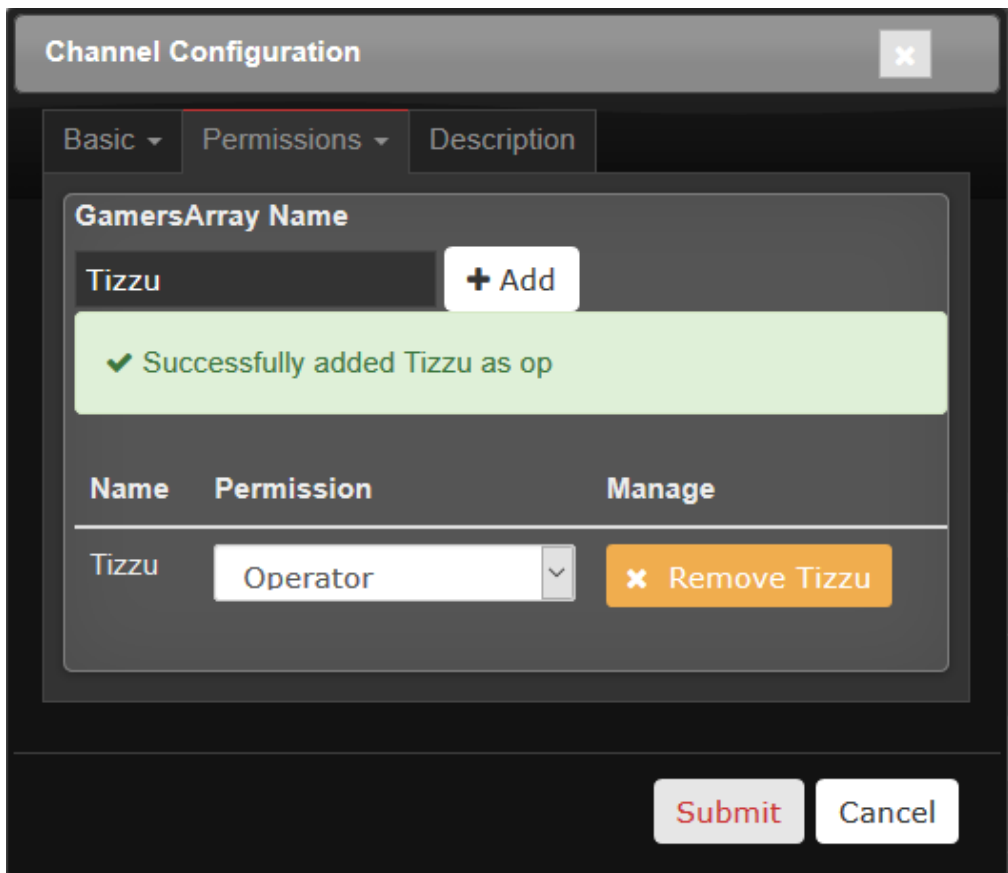 Channel Configuration
Basic Permissions Description
GamersArray Name
Tizzu + Add
Successfully added Tizzu as op
Name Permission Manage
Tizzu Operator Remove Tizzu
Submit Cancel